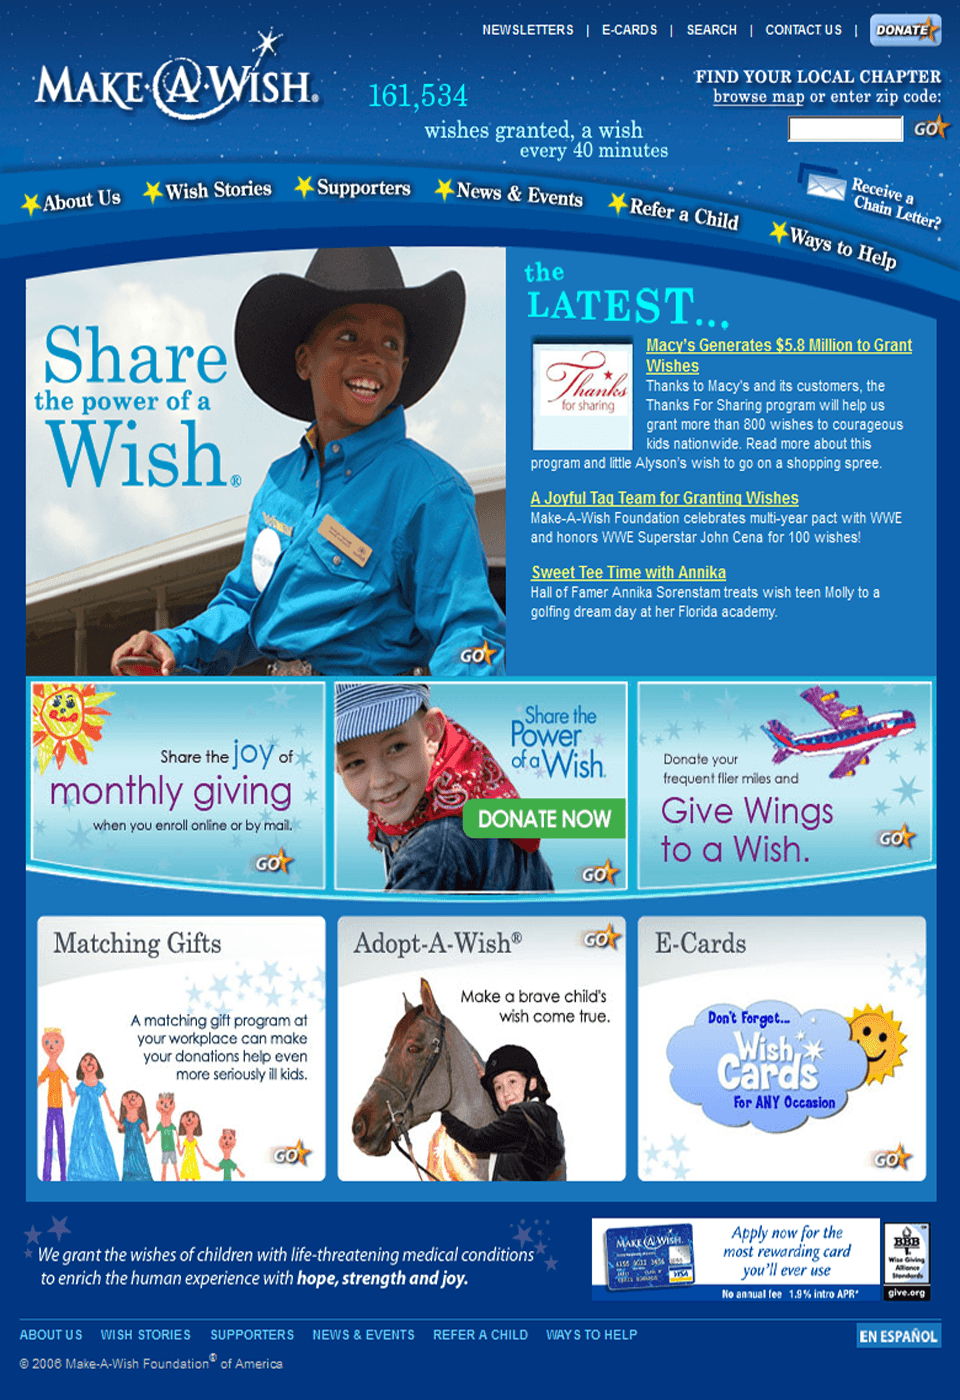 NEWSLETTERS | E-CARDS | SEARCH | CONTACT US | DONATE
MAKE-A-WISH®
161,534
wishes granted, a wish
every 40 minutes
FIND YOUR LOCAL CHAPTER
browse map or enter zip code:
GO
About Us
Wish Stories
Supporters
News & Events
Refer a Child
Ways to Help
Receive a
Chain Letter?
Share
the power of a
Wish®
GO
the
LATEST...
Thanks
for sharing
Macy's Generates $5.8 Million to Grant
Wishes
Thanks to Macy's and its customers, the
Thanks For Sharing program will help us
grant more than 800 wishes to courageous
kids nationwide. Read more about this
program and little Alyson's wish to go on a shopping spree.
A Joyful Tag Team for Granting Wishes
Make-A-Wish Foundation celebrates multi-year pact with WWE
and honors WWE Superstar John Cena for 100 wishes!
Sweet Tee Time with Annika
Hall of Famer Annika Sorenstam treats wish teen Molly to a
golfing dream day at her Florida academy.
Share the joy of
monthly giving
when you enroll online or by mail.
GO
Share the
Power
of a Wish.
DONATE NOW
GO
Donate your
frequent flier miles and
Give Wings
to a Wish.
GO
Matching Gifts
A matching gift program at
your workplace can make
your donations help even
more seriously ill kids.
GO
Adopt-A-Wish®
GO
Make a brave child's
wish come true.
E-Cards
Don't Forget...
Wish
Cards
For ANY Occasion
GO
We grant the wishes of children with life-threatening medical conditions
to enrich the human experience with hope, strength and joy.
MAKE-A-WISH.
VISA
Apply now for the
most rewarding card
you'll ever use
No annual fee 1.9% intro APR*
BBB
Wise Giving
Alliance
Standards
give.org
ABOUT US WISH STORIES SUPPORTERS NEWS & EVENTS REFER A CHILD WAYS TO HELP
EN ESPAÑOL
© 2006 Make-A-Wish Foundation® of America